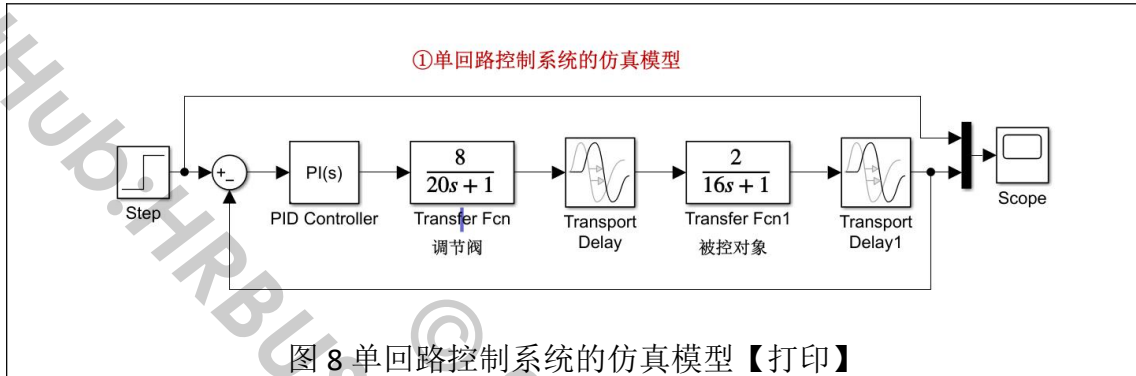 ①单回路控制系统的仿真模型
Step
+
−
PI(s)
PID Controller
8
20s + 1
Transfer Fcn
调节阀
Transport
Delay
2
16s + 1
Transfer Fcn1
被控对象
Transport
Delay1
Scope
Hub:HRBU
©
图 8 单回路控制系统的仿真模型【打印】